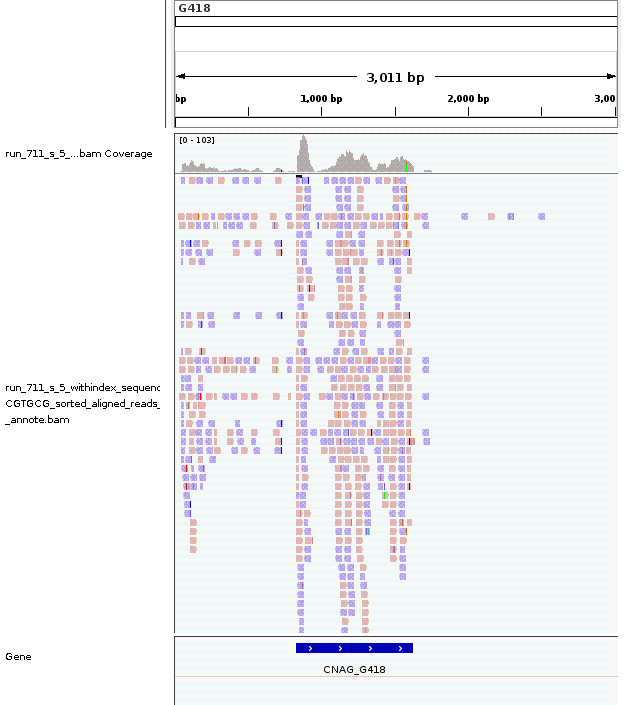 G418
3,011 bp
bp 1,000 bp 2,000 bp 3,00
[0 - 103]
run_711_s_5_...bam Coverage
run_711_s_5_withindex_sequenc
CGTGCG_sorted_aligned_reads_
_annote.bam
Gene
CNAG_G418